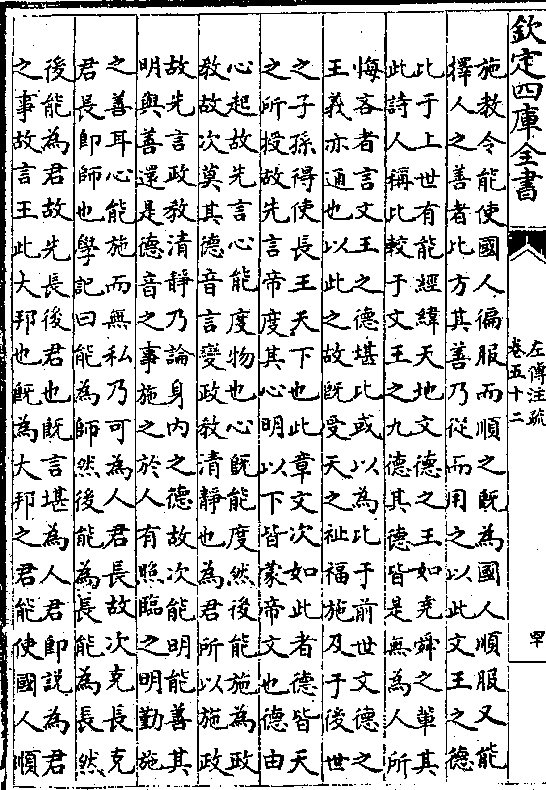 欽定四庫全書
左傳注疏
卷五十二
罕
施教令能使國人徧服而順之既為國人順服又能
擇人之善者比方其善乃從而用之以此文王之德
此于上世有能經緯天地文德之王如堯舜之輩其
此詩人稱比較于文王之九德其德皆是無為人所
悔吝者言文王之德堪比或以為比于前世文德之
王義亦通也以此之故既受天之祉福施及于後世
之子孫得使長王天下也此章文次如此者德皆天
之所授故先言帝度其心明以下皆蒙帝文也德由
心起故先言心能度物也心既能度然後能施為政
教故次莫其德音言變政教清靜也為君所以施政
故先言政教清靜乃論身內之德故次能明能善其
明與善還是德音之事施之於人有照臨之明勤施
之善耳心能施而無私乃可為人君長故次克長克
君長即師也學記曰能為師然後能為長能為長然
後能為君故先長後君也既言堪為人君即說為君
之事故言王此大邦也既為大邦之君能使國人順